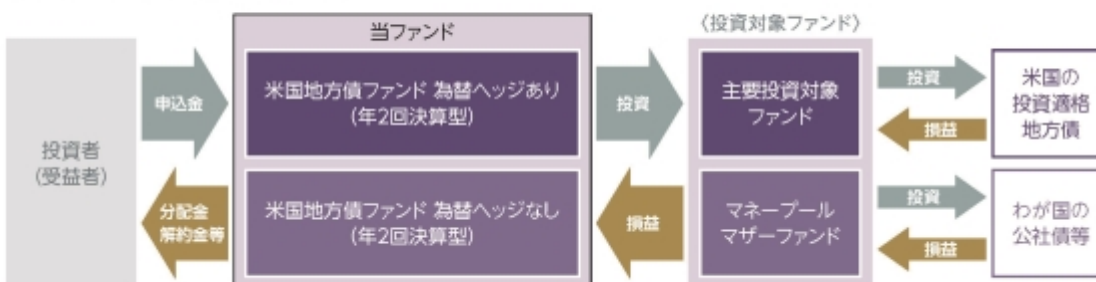 当ファンド
〈投資対象ファンド〉
投資者
(受益者)
申込金
分配金
解約金等
米国地方債ファンド 為替ヘッジあり
(年2回決算型)
米国地方債ファンド 為替ヘッジなし
(年2回決算型)
投資
損益
主要投資対象
ファンド
マネープール
マザーファンド
投資
損益
投資
損益
米国の
投資適格
地方債
わが国の
公社債等